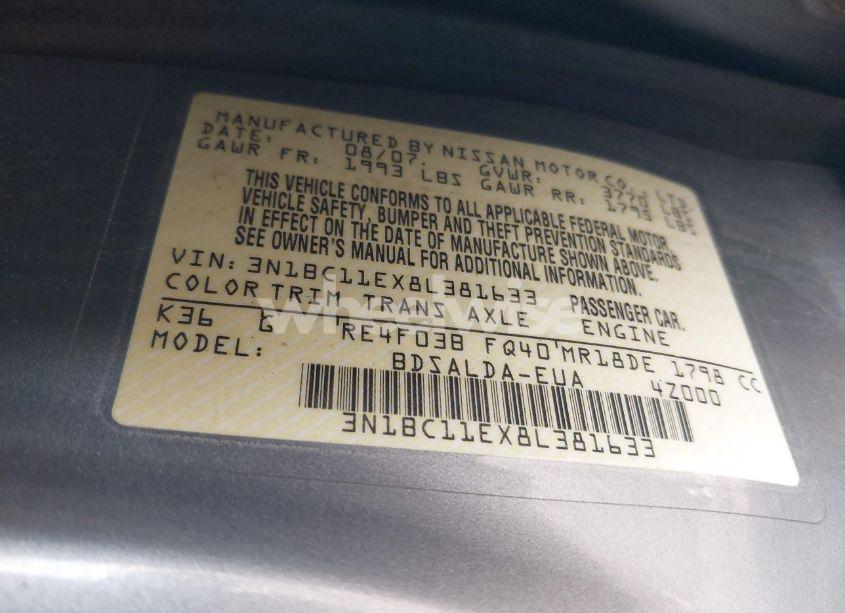 MANUFACTURED BY NISSAN MOTOR CO., LTD
DATE: 08/07. GVWR: 3770 LBS
GAWR FR: 1993 LBS GAWR RR: 1795 LBS
THIS VEHICLE CONFORMS TO ALL APPLICABLE FEDERAL MOTOR
VEHICLE SAFETY, BUMPER AND THEFT PREVENTION STANDARDS
IN EFFECT ON THE DATE OF MANUFACTURE SHOWN ABOVE.
SEE OWNER'S MANUAL FOR ADDITIONAL INFORMATION.
VIN: 3N1BC11EX8L381633 PASSENGER CAR.
COLOR TRIM TRANS AXLE ENGINE
K36 G RE4F03B FQ40 MR18DE 1798 CC
MODEL: BDSALDA-EUA 4Z000
3N1BC11EX8L381633
wheelwise